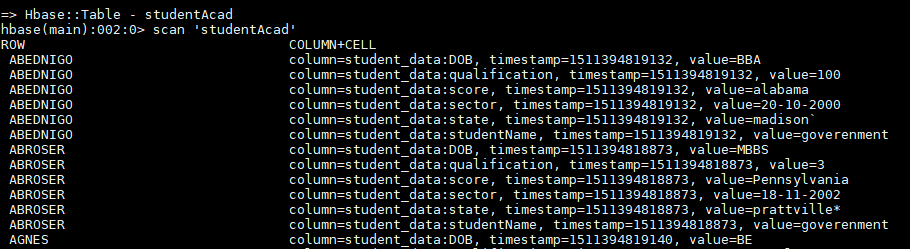 => Hbase::Table - studentAcad
hbase(main):002:0> scan 'studentAcad'
ROW COLUMN+CELL
ABEDNIGO column=student_data:DOB, timestamp=1511394819132, value=BBA
ABEDNIGO column=student_data:qualification, timestamp=1511394819132, value=100
ABEDNIGO column=student_data:score, timestamp=1511394819132, value=alabama
ABEDNIGO column=student_data:sector, timestamp=1511394819132, value=20-10-2000
ABEDNIGO column=student_data:state, timestamp=1511394819132, value=madison`
ABEDNIGO column=student_data:studentName, timestamp=1511394819132, value=goverenment
ABROSER column=student_data:DOB, timestamp=1511394818873, value=MBBS
ABROSER column=student_data:qualification, timestamp=1511394818873, value=3
ABROSER column=student_data:score, timestamp=1511394818873, value=Pennsylvania
ABROSER column=student_data:sector, timestamp=1511394818873, value=18-11-2002
ABROSER column=student_data:state, timestamp=1511394818873, value=prattville*
ABROSER column=student_data:studentName, timestamp=1511394818873, value=government
AGNES column=student_data:DOB, timestamp=1511394819140, value=BE